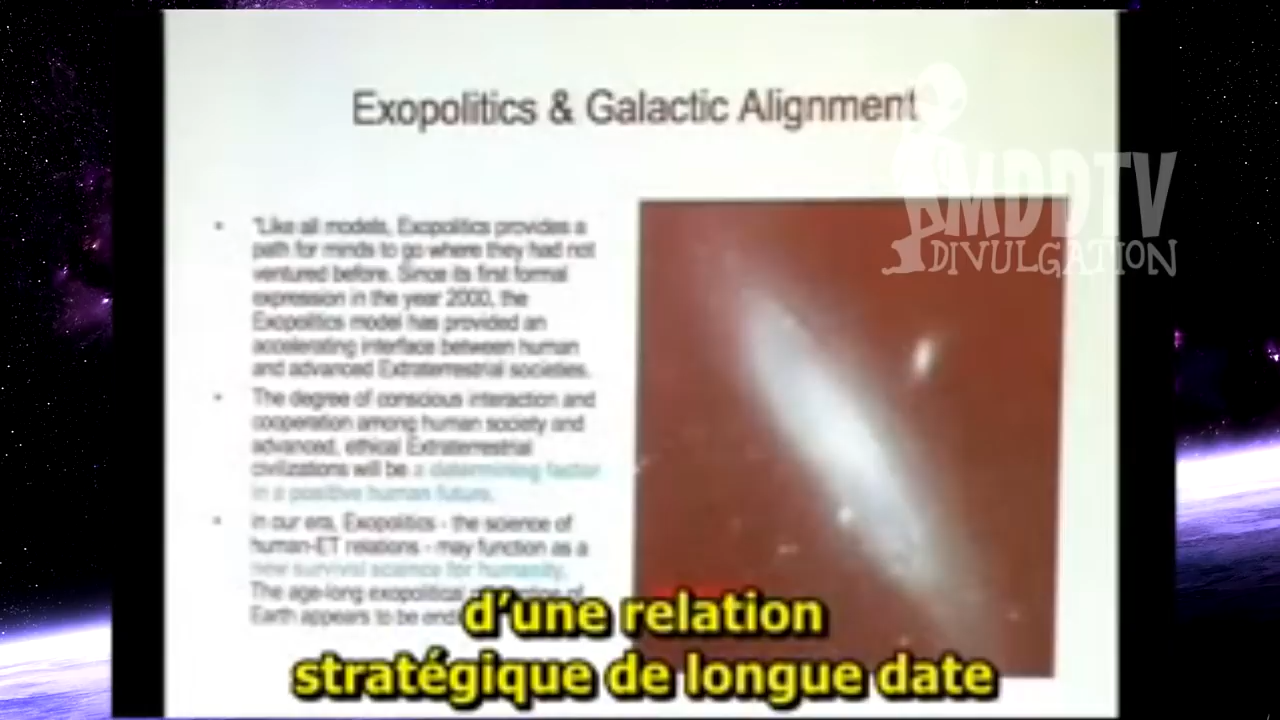 Exopolitics & Galactic Alignment
MDDTV
DIVULGATION
• "Like all models, Exopolitics provides a
path for minds to go where they had not
ventured before. Since its first formal
expression in the year 2000, the
Exopolitics model has provided an
accelerating interface between human
and advanced Extraterrestrial societies.
• The degree of conscious interaction and
cooperation among human society and
advanced, ethical Extraterrestrial
civilizations will be a determining factor
in a positive human future.
• In our era, Exopolitics - the science of
human-ET relations - may function as a
new survival science for humanity.
The age-long exopolitical of
Earth appears to be
d'une relation
stratégique de longue date